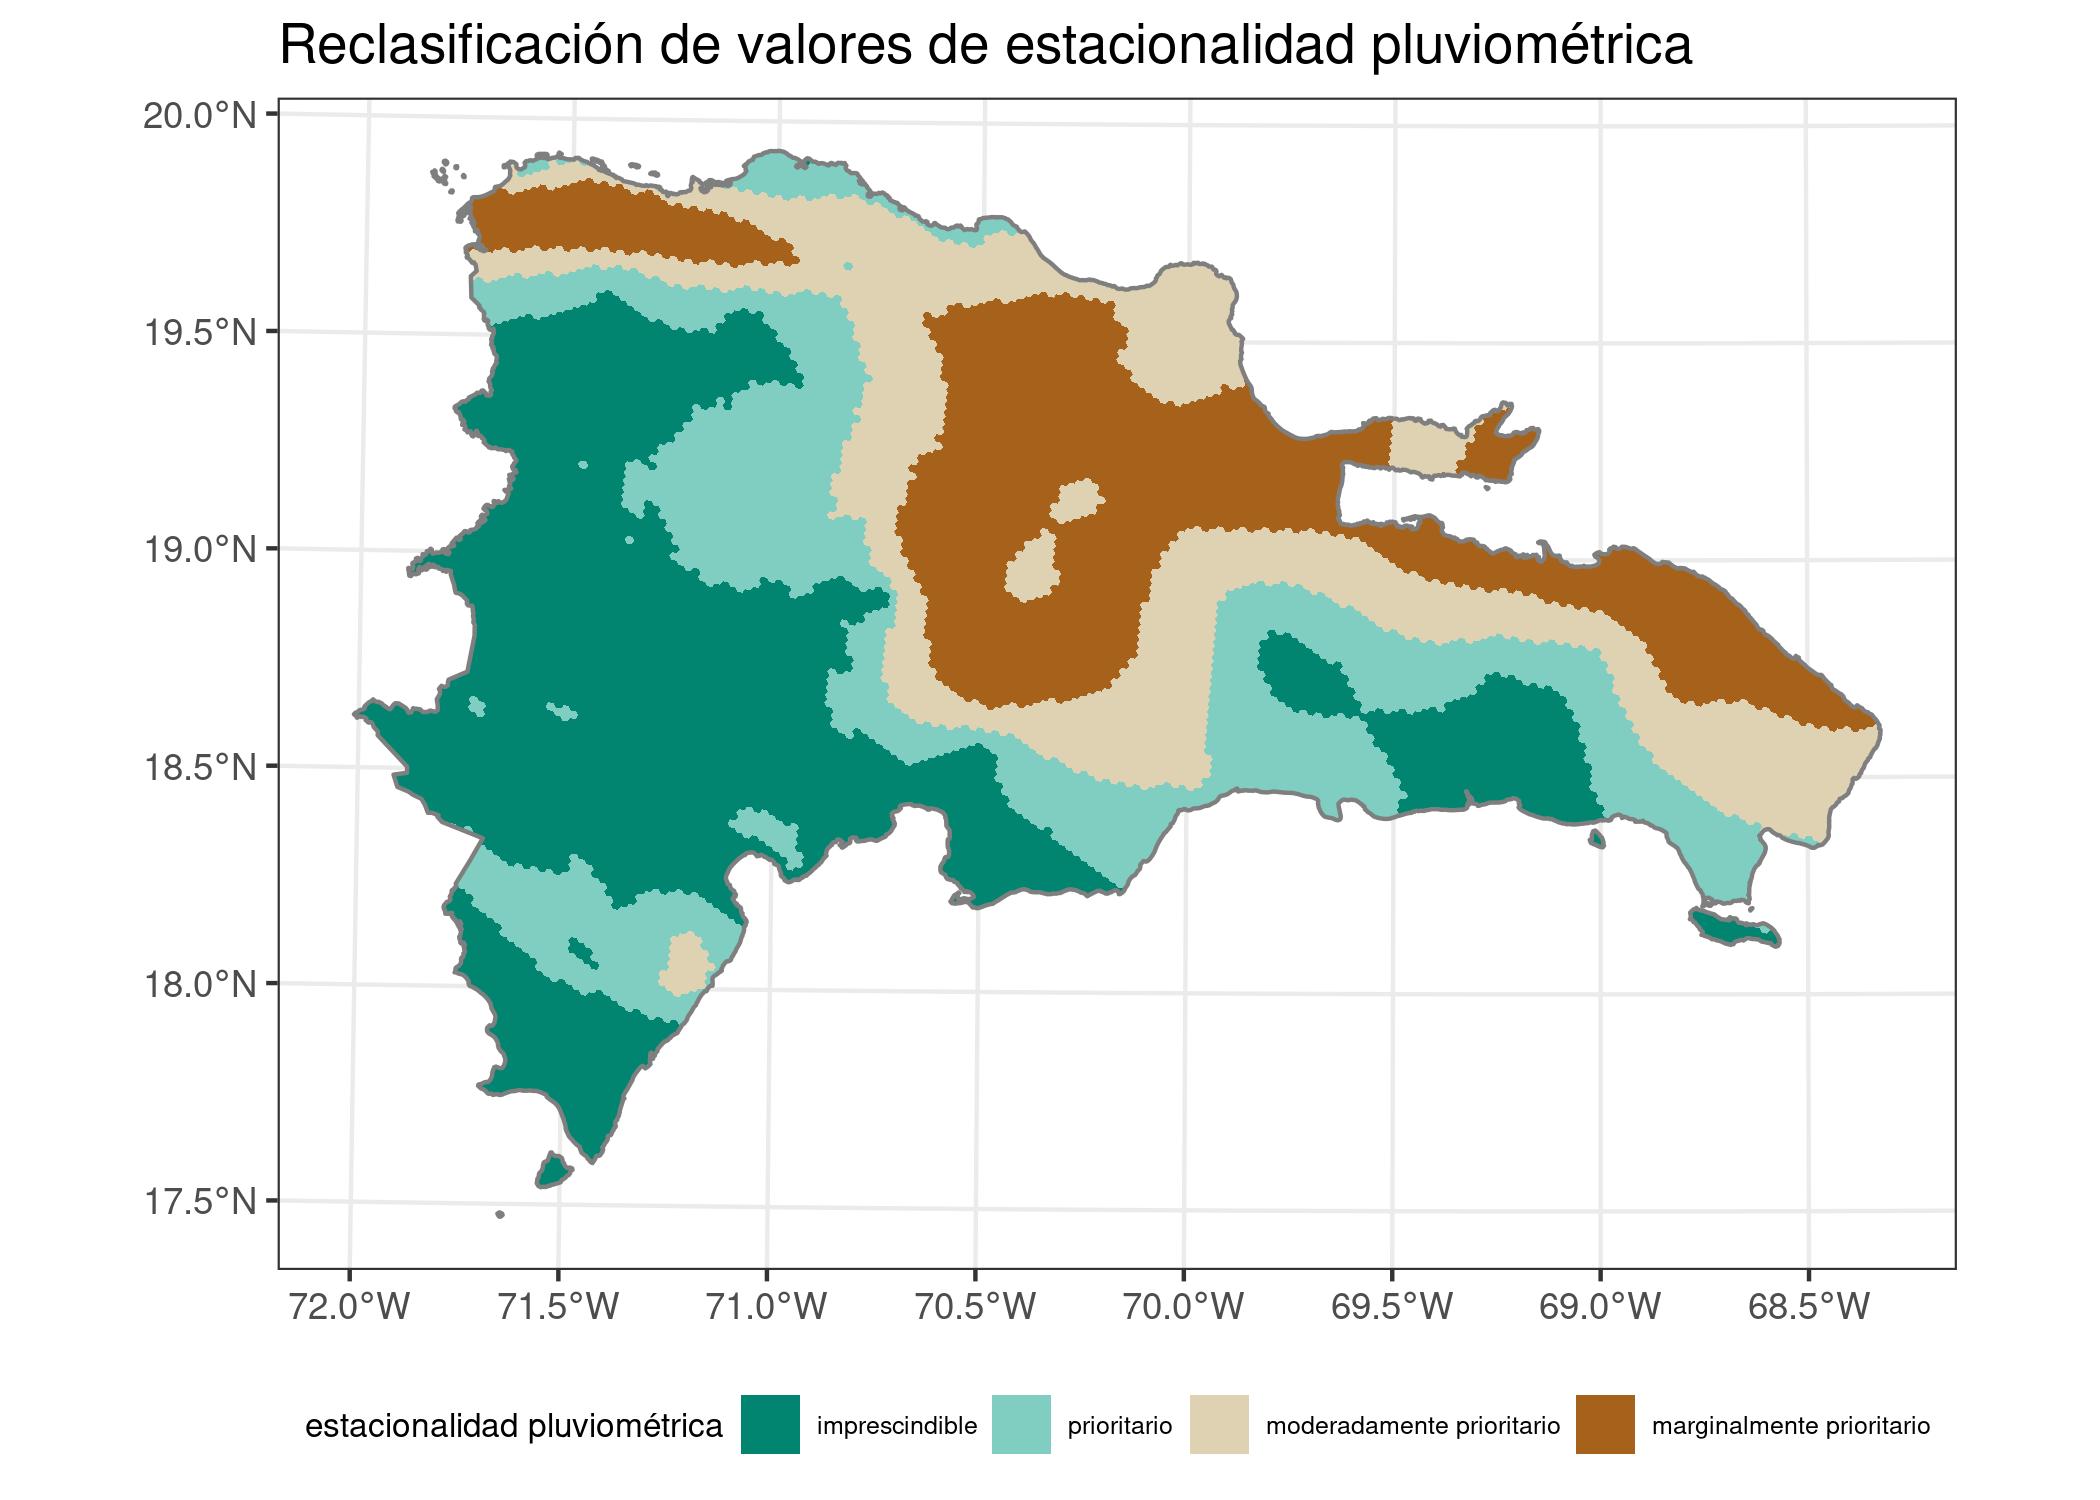 Reclasificación de valores de estacionalidad pluviométrica
20.0°N
19.5°N
19.0°N
18.5°N
18.0°N
17.5°N
72.0°W 71.5°W 71.0°W 70.5°W 70.0°W 69.5°W 69.0°W 68.5°W
estacionalidad pluviométrica imprescindible prioritario moderadamente prioritario marginalmente prioritario